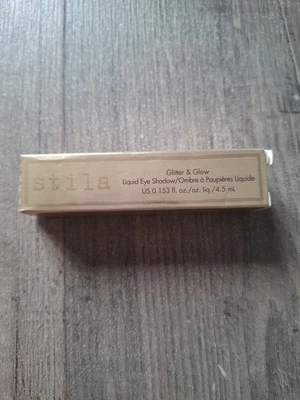 stila
Glitter & Glow
Liquid Eye Shadow/Ombre à Paupières Liquide
US 0.153 fl. oz./oz. liq./4.5 mL